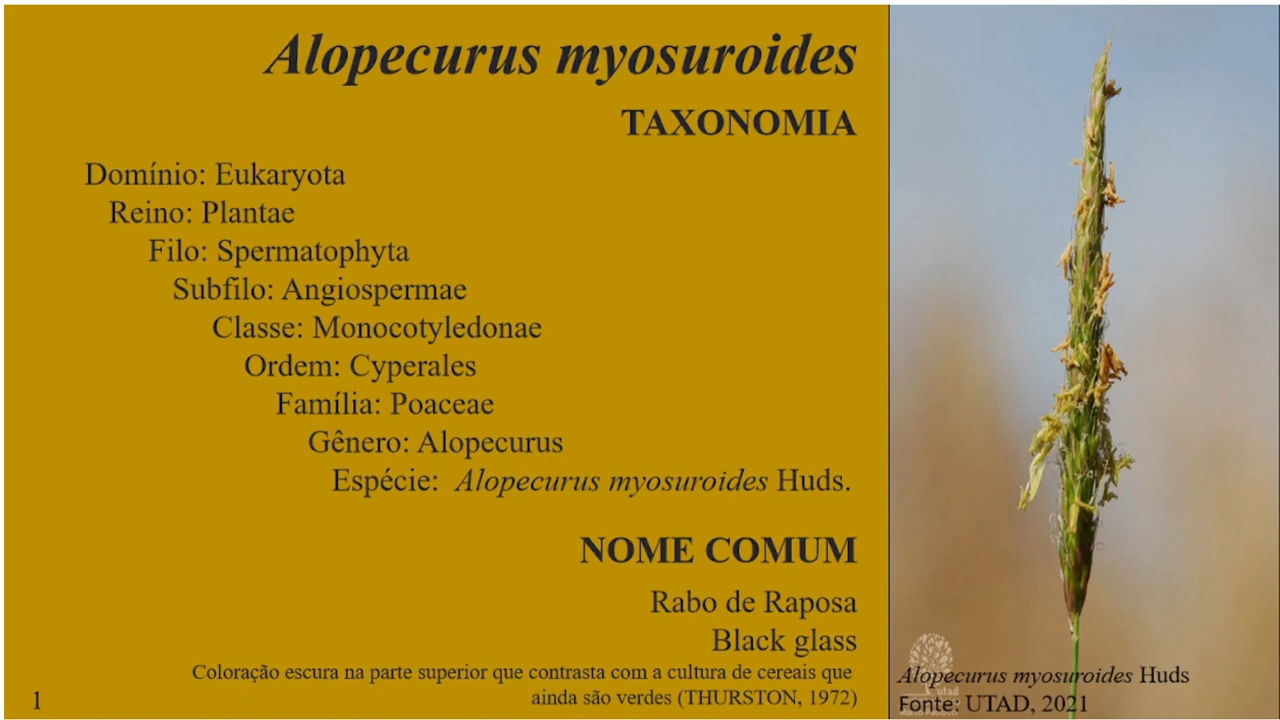 Alopecurus myosuroides
TAXONOMIA
Domínio: Eukaryota
Reino: Plantae
Filo: Spermatophyta
Subfilo: Angiospermae
Classe: Monocotyledonae
Ordem: Cyperales
Família: Poaceae
Gênero: Alopecurus
Espécie: Alopecurus myosuroides Huds.
NOME COMUM
Rabo de Raposa
Black glass
Coloração escura na parte superior que contrasta com a cultura de cereais que
ainda são verdes (THURSTON, 1972)
1
Alopecurus myosuroides Huds
utad
Fonte: UTAD, 2021